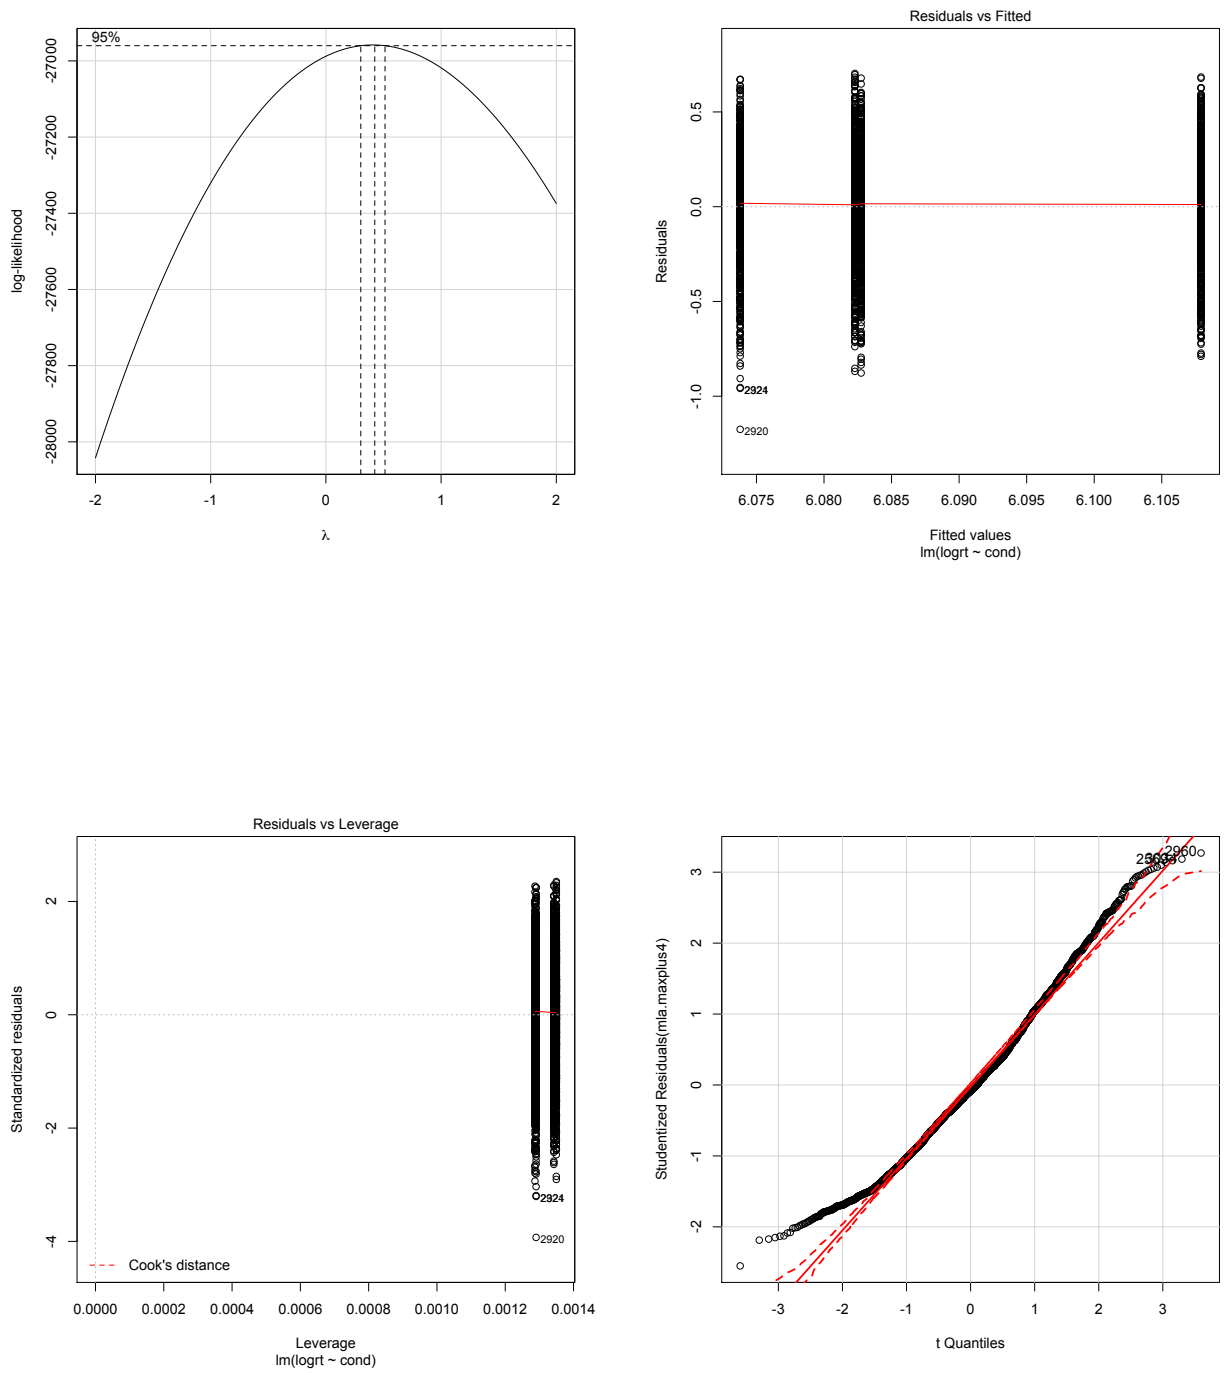 95%
-27000
-27200
-27400
-27600
-27800
-28000
log-likelihood
-2 -1 0 1 2
λ
Residuals vs Fitted
0.5
0.0
-0.5
-1.0
Residuals
2924
2920
6.075 6.080 6.085 6.090 6.095 6.100 6.105
Fitted values
lm(logrt ~ cond)
Residuals vs Leverage
2
0
-2
-4
Standardized residuals
2924
2920
Cook's distance
0.0000 0.0002 0.0004 0.0006 0.0008 0.0010 0.0012 0.0014
Leverage
lm(logrt ~ cond)
2960
3
2
1
0
-1
-2
Studentized Residuals(mla.maxplus4)
-3 -2 -1 0 1 2 3
t Quantiles